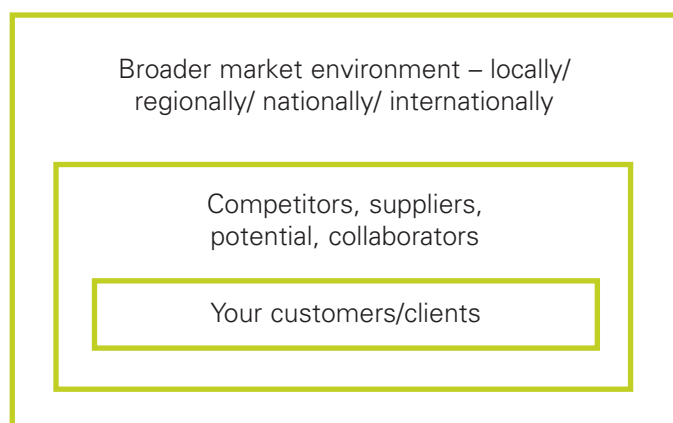 Broader market environment – locally/
regionally/ nationally/ internationally
Competitors, suppliers,
potential, collaborators
Your customers/clients